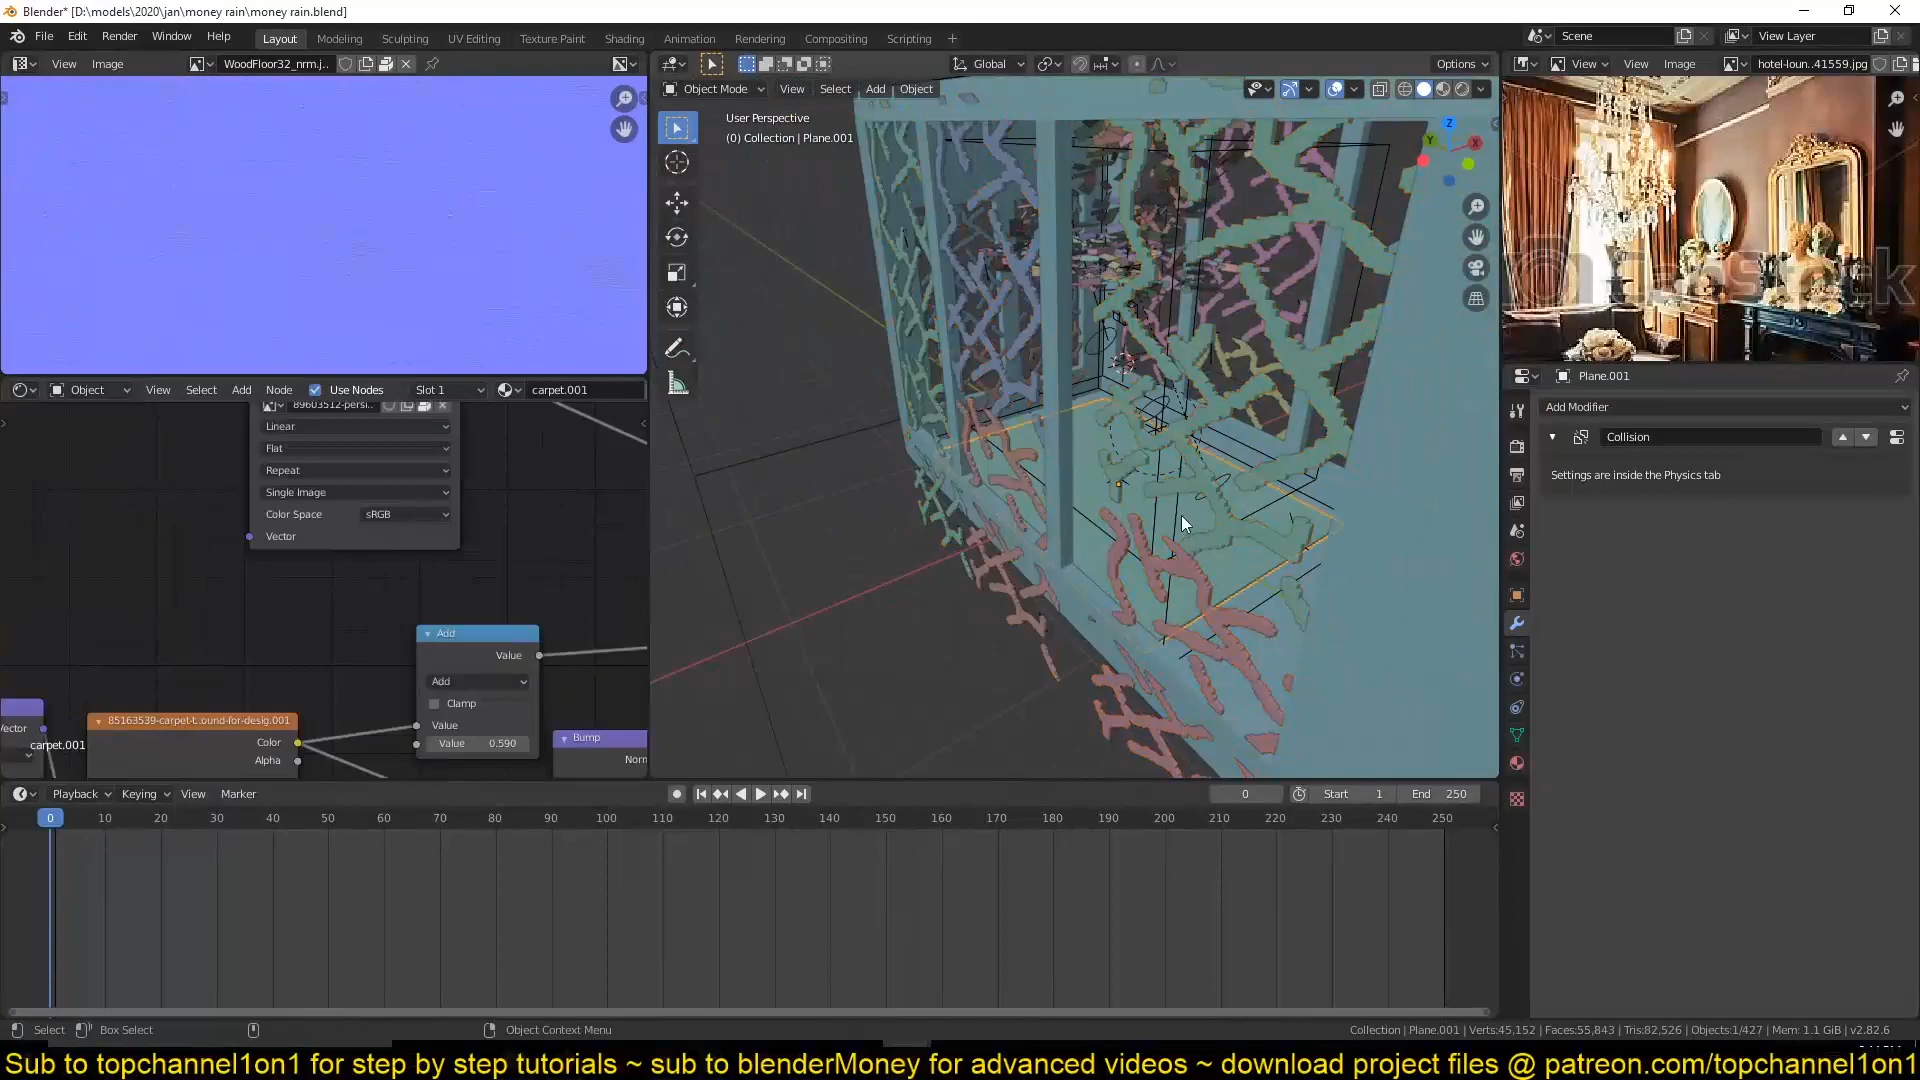 Blender* [D:\models\2020\jan\money rain\money rain.blend]
File Edit Render Window Help
Layout Modeling Sculpting UV Editing Texture Paint Shading Animation Rendering Compositing Scripting +
Scene
View Layer
View Image
WoodFloor32_nrm.j..
Global
Options
View Image
View
hotel-loun..41559.jpg
Object Mode View Select Add Object
User Perspective
(0) Collection | Plane.001
Z
Y
X
CanStock
Plane.001
Add Modifier
Collision
Settings are inside the Physics tab
Object View Select Add Node Use Nodes Slot 1 carpet.001
89603512-persi..
Linear
Flat
Repeat
Single Image
Color Space sRGB
Vector
Add
Value
Add
Clamp
Value
Value 0.590
Vector
carpet.001
85163539-carpet-t..ound-for-desig.001
Color
Alpha
Bump
Norn
Playback Keying View Marker
0
Start 1
End 250
0 10 20 30 40 50 60 70 80 90 100 110 120 130 140 150 160 170 180 190 200 210 220 230 240 250
Select Box Select Object Context Menu
Collection | Plane.001 | Verts:45,152 | Faces:55,843 | Tris:82,526 | Objects:1/427 | Mem: 1.1 GiB | v2.82.6
Sub to topchannel1on1 for step by step tutorials ~ sub to blenderMoney for advanced videos ~ download project files @ patreon.com/topchannel1on1